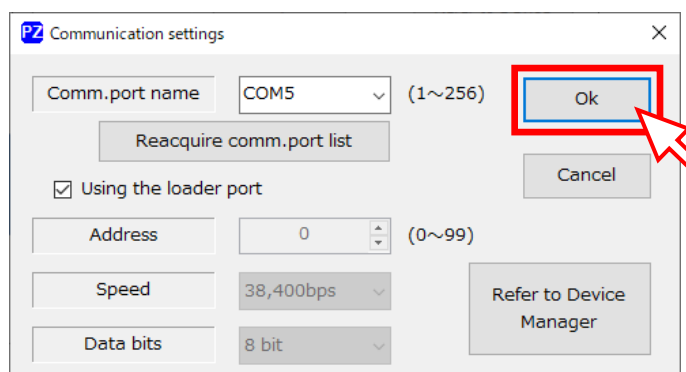 PZ Communication settings
Comm.port name COM5 (1~256) Ok
Reacquire comm.port list
Cancel
Using the loader port
Address 0 (0~99)
Speed 38,400bps
Refer to Device
Manager
Data bits 8 bit